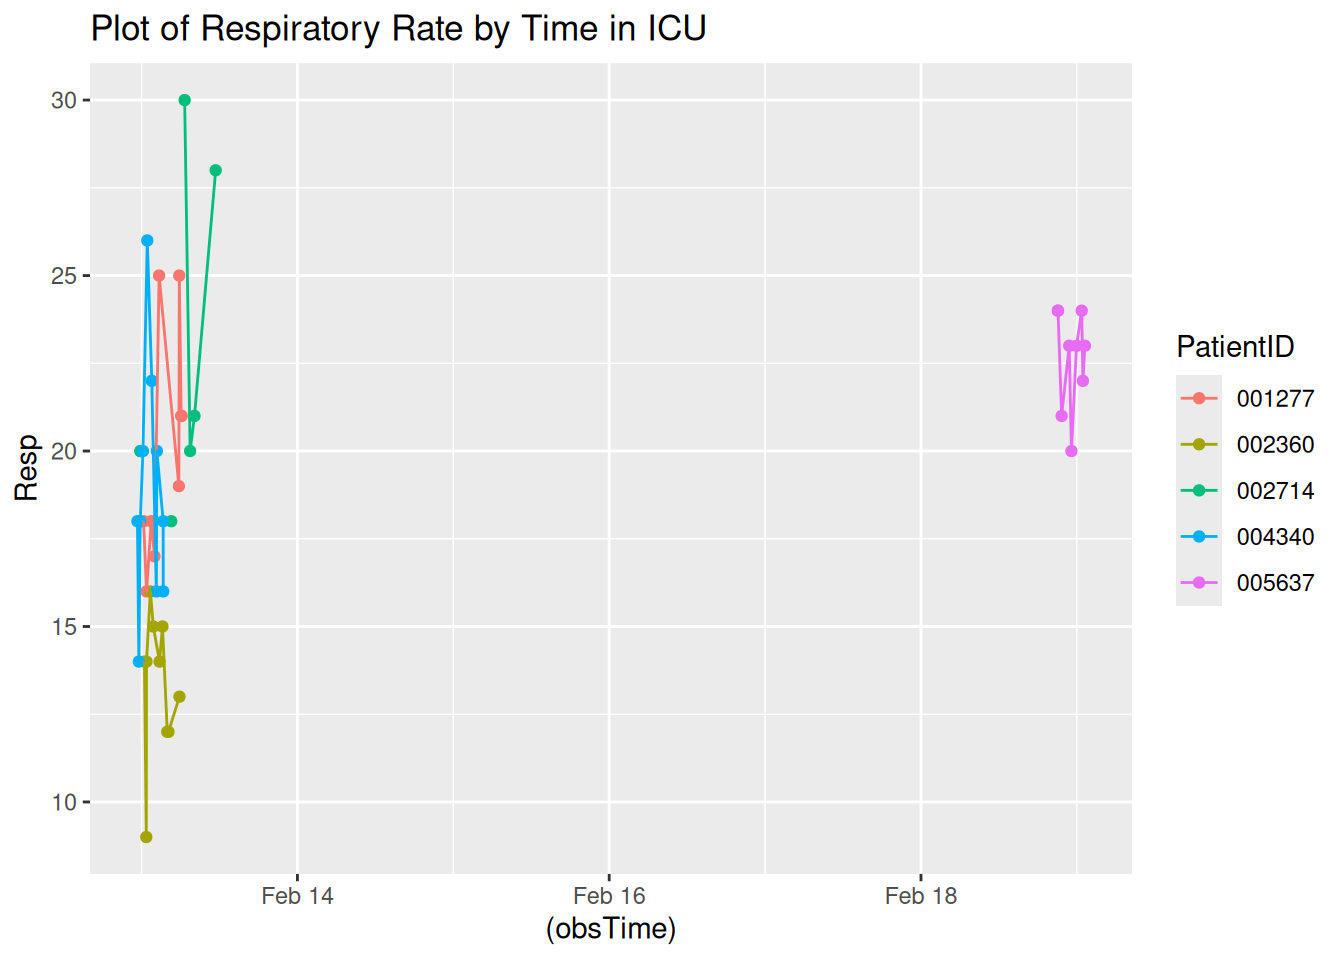 Plot of Respiratory Rate by Time in ICU
30
25
20
15
10
Resp
Feb 14
Feb 16
Feb 18
(obsTime)
PatientID
001277
002360
002714
004340
005637